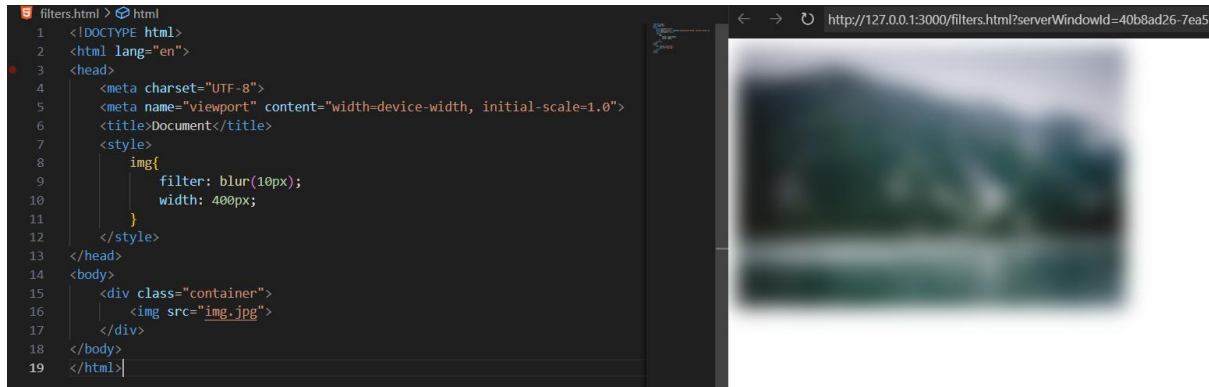 filters.html > html
1 <!DOCTYPE html>
2 <html lang="en">
3 <head>
4 <meta charset="UTF-8">
5 <meta name="viewport" content="width=device-width, initial-scale=1.0">
6 <title>Document</title>
7 <style>
8 img{
9 filter: blur(10px);
10 width: 400px;
11 }
12 </style>
13 </head>
14 <body>
15 <div class="container">
16 <img src="img.jpg">
17 </div>
18 </body>
19 </html>
http://127.0.0.1:3000/filters.html?serverWindowId=40b8ad26-7ea5